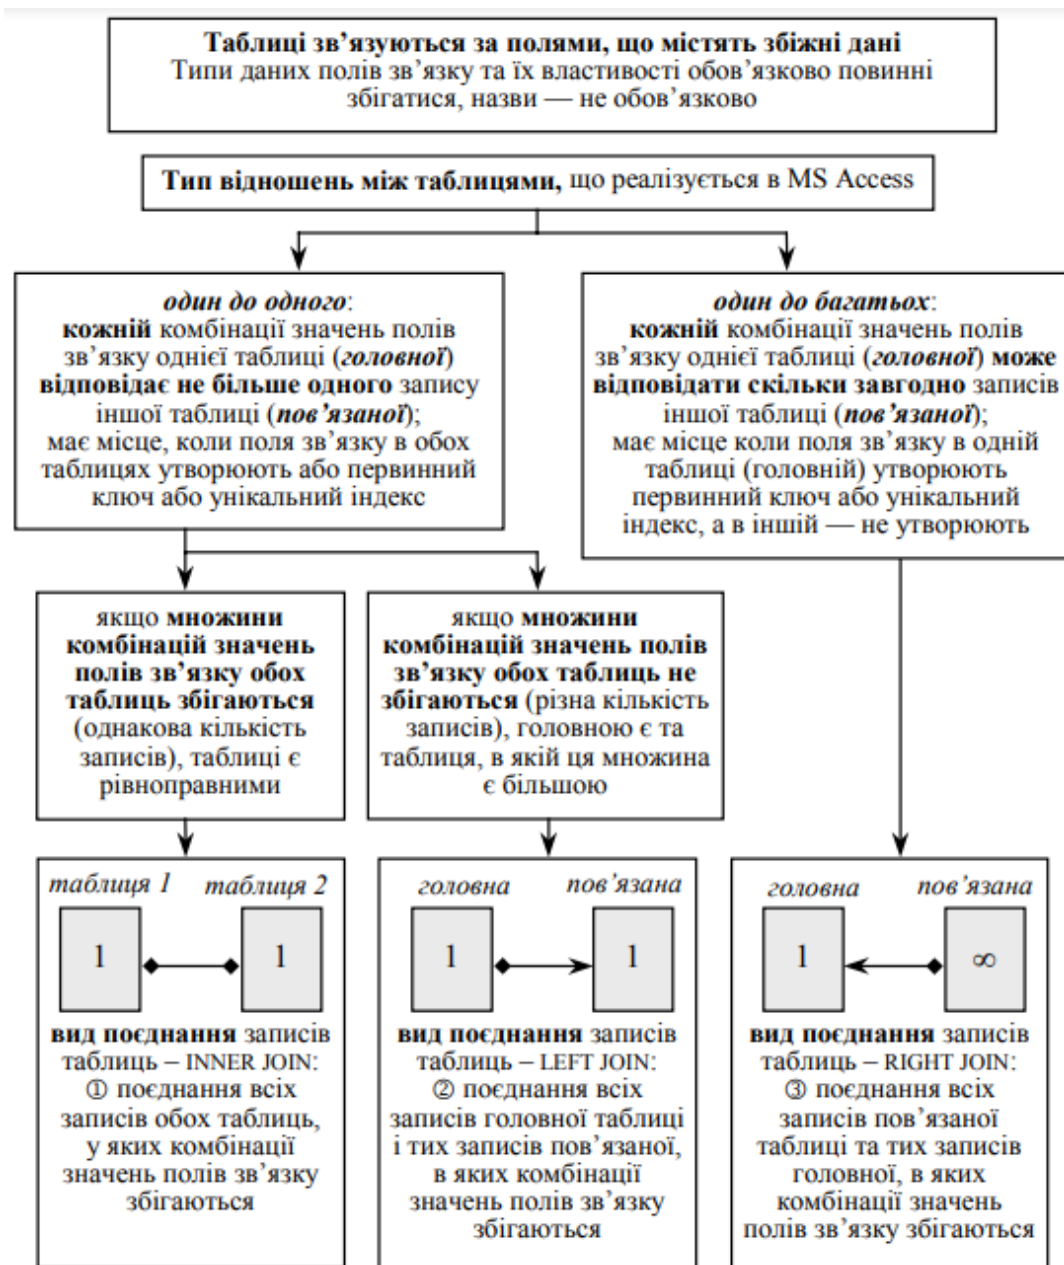 Таблиці зв’язуються за полями, що містять збіжні дані
Типи даних полів зв’язку та їх властивості обов’язково повинні
збігатися, назви — не обов’язково
Тип відношень між таблицями, що реалізується в MS Access
один до одного:
кожній комбінації значень полів
зв’язку однієї таблиці (головної)
відповідає не більше одного запису
іншої таблиці (пов’язаної);
має місце, коли поля зв’язку в обох
таблицях утворюють або первинний
ключ або унікальний індекс
один до багатьох:
кожній комбінації значень полів
зв’язку однієї таблиці (головної) може
відповідати скільки завгодно записів
іншої таблиці (пов’язаної);
має місце коли поля зв’язку в одній
таблиці (головній) утворюють
первинний ключ або унікальний
індекс, а в іншій — не утворюють
якщо множини
комбінацій значень
полів зв’язку обох
таблиць збігаються
(однакова кількість
записів), таблиці є
рівноправними
якщо множини
комбінацій значень полів
зв’язку обох таблиць не
збігаються (різна кількість
записів), головною є та
таблиця, в якій ця множина
є більшою
таблиця 1 таблиця 2
1 1
вид поєднання записів
таблиць – INNER JOIN:
① поєднання всіх
записів обох таблиць,
у яких комбінації
значень полів зв’язку
збігаються
головна пов’язана
1 1
вид поєднання записів
таблиць – LEFT JOIN:
② поєднання всіх
записів головної таблиці
і тих записів пов’язаної,
в яких комбінації
значень полів зв’язку
збігаються
головна пов’язана
1 ∞
вид поєднання записів
таблиць – RIGHT JOIN:
③ поєднання всіх
записів пов’язаної
таблиці та тих записів
головної, в яких
комбінації значень
полів зв’язку збігаються